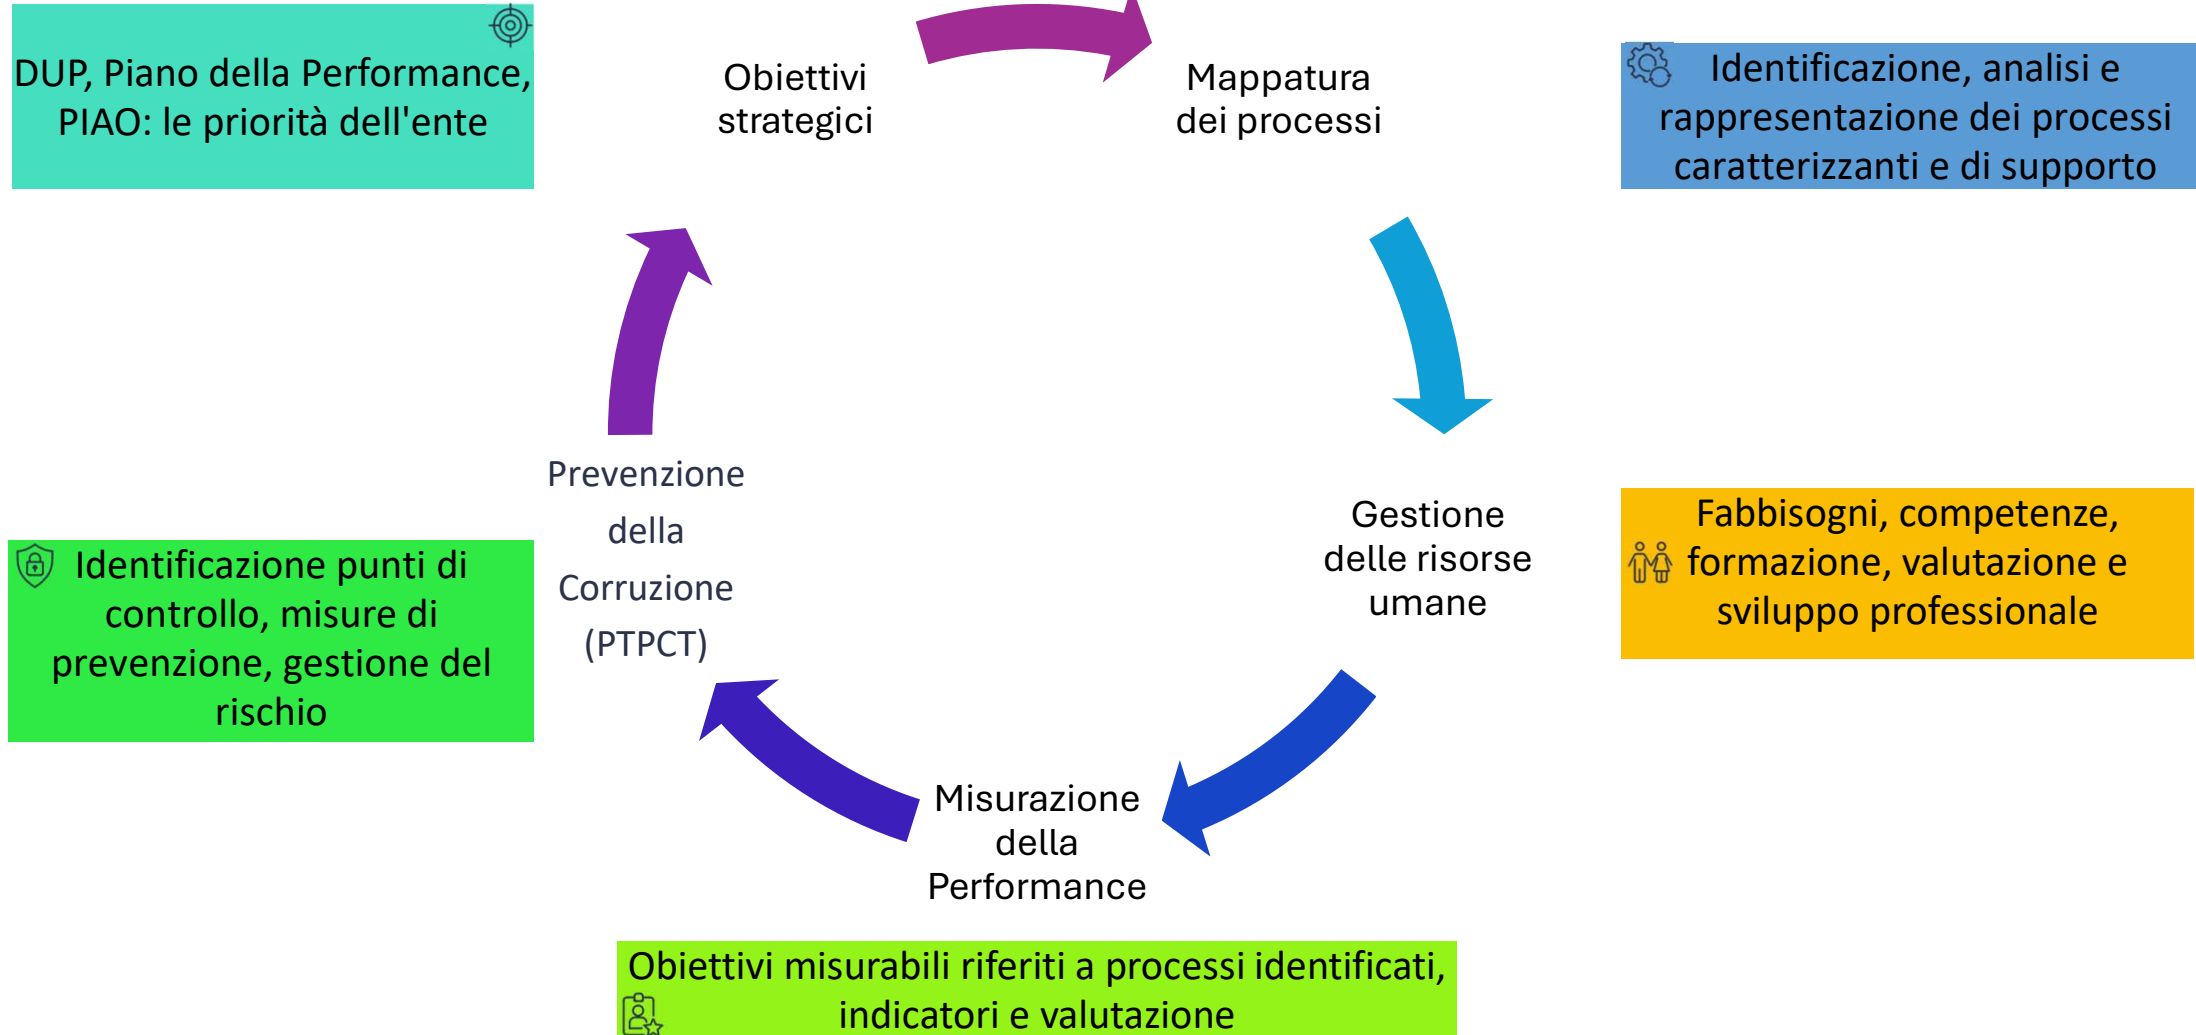 DUP, Piano della Performance,
PIAO: le priorità dell'ente
Obiettivi
strategici
Mappatura
dei processi
Identificazione, analisi e
rappresentazione dei processi
caratterizzanti e di supporto
Prevenzione
della
Corruzione
(PTPCT)
Identificazione punti di
controllo, misure di
prevenzione, gestione del
rischio
Gestione
delle risorse
umane
Fabbisogni, competenze,
formazione, valutazione e
sviluppo professionale
Misurazione
della
Performance
Obiettivi misurabili riferiti a processi identificati,
indicatori e valutazione